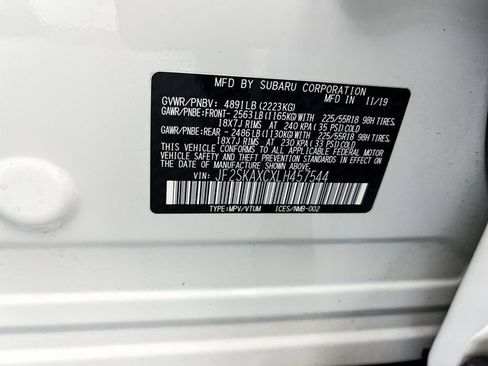 MFD BY SUBARU CORPORATION
MFD IN 11/19
GVWR/PNBV: 4891LB(2223KG)
GAWR/PNBE:FRONT- 2563LB(1165KG)WITH 225/55R18 98H TIRES.
18X7J RIMS AT 240 KPA(35 PSI)COLD
GAWR/PNBE:REAR - 2486LB(1130KG)WITH 225/55R18 98H TIRES.
18X7J RIMS AT 230 KPA(33 PSI)COLD
THIS VEHICLE CONFORMS TO ALL APPLICABLE
FEDERAL MOTOR VEHICLE SAFETY AND
THEFT PREVENTION STANDARDS IN EFFECT ON THE
DATE OF MANUFACTURE SHOWN ABOVE.
VIN: JF2SKAXCXLH457544
TYPE:MPV/VTUM ICES/NMB-002